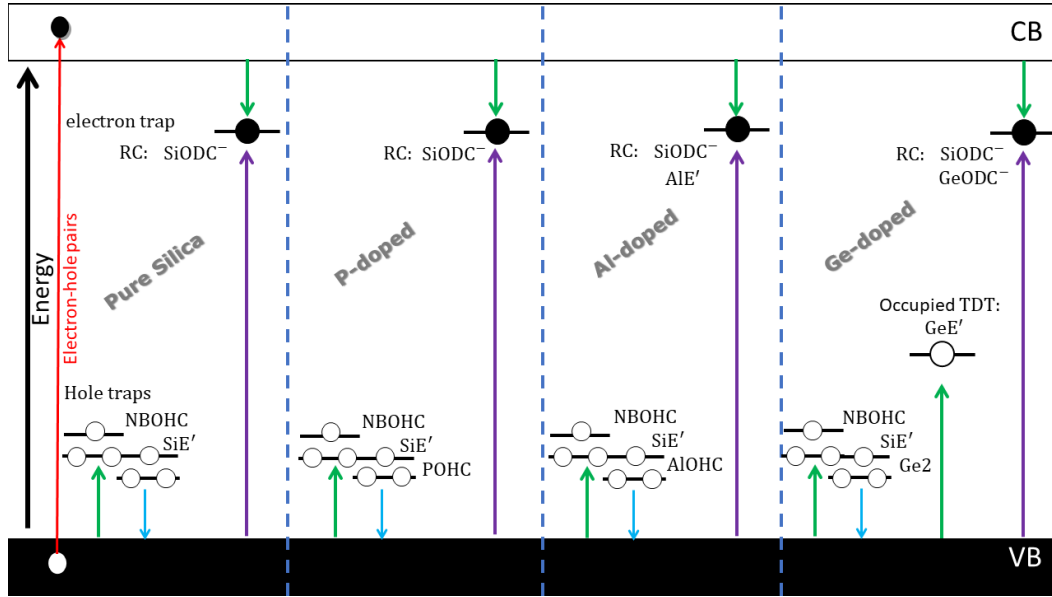 CB
Energy
Electron-hole pairs
electron trap
RC: SiODC⁻
Pure Silica
Hole traps
NBOHC
SiE′
RC: SiODC⁻
P-doped
NBOHC
SiE′
POHC
RC: SiODC⁻
AlE′
Al-doped
NBOHC
SiE′
AlOHC
RC: SiODC⁻
GeODC⁻
Ge-doped
Occupied TDT:
GeE′
NBOHC
SiE′
Ge2
VB